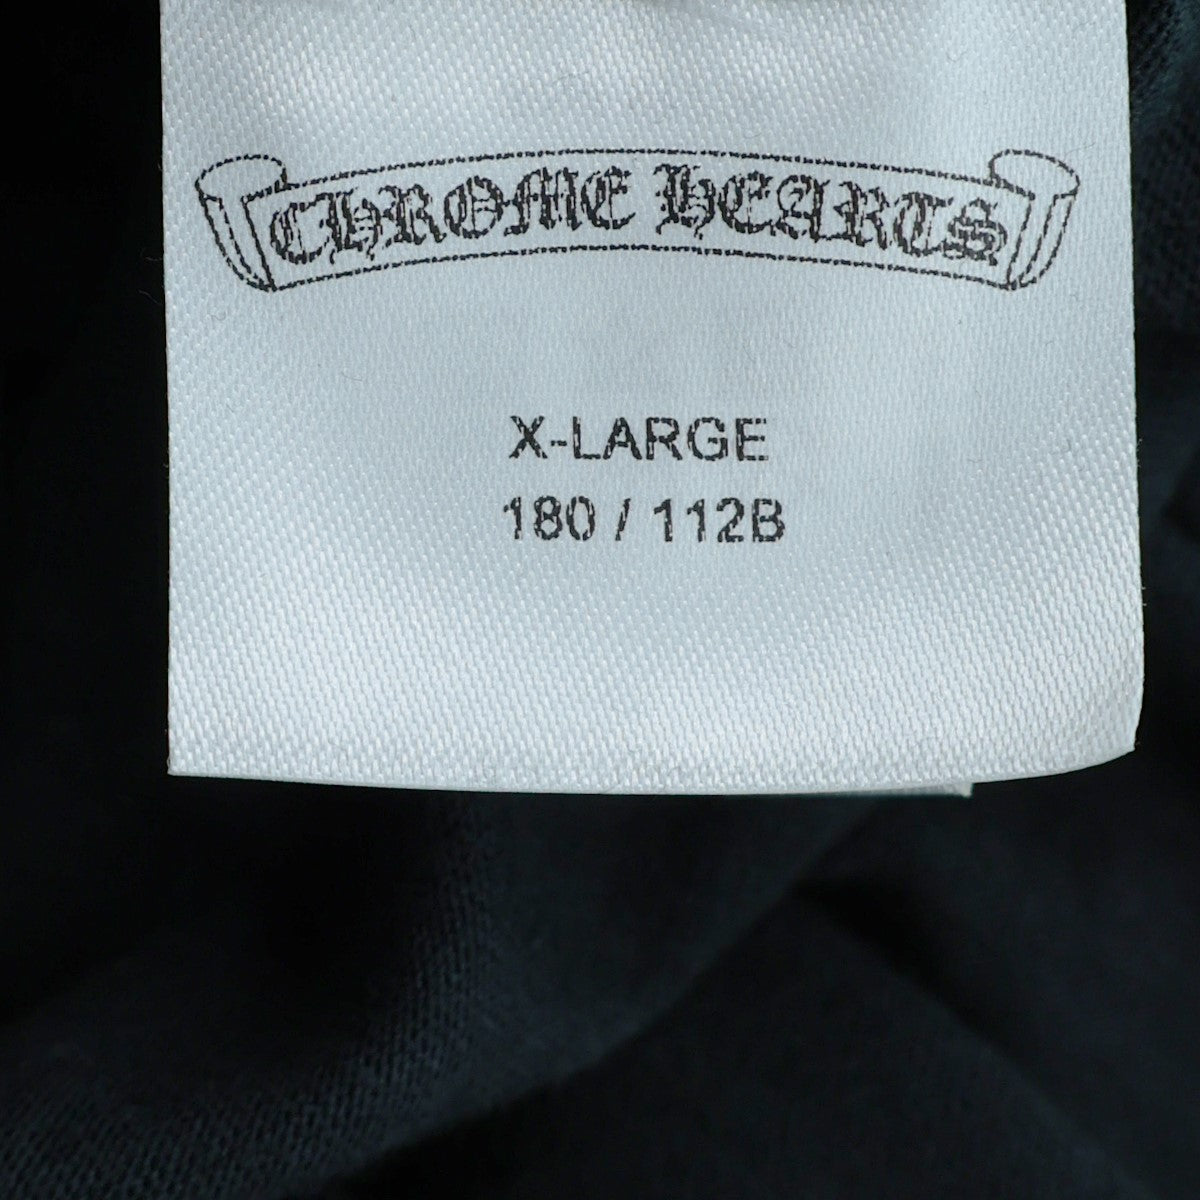 CHROME HEARTS
X-LARGE
180 / 112B